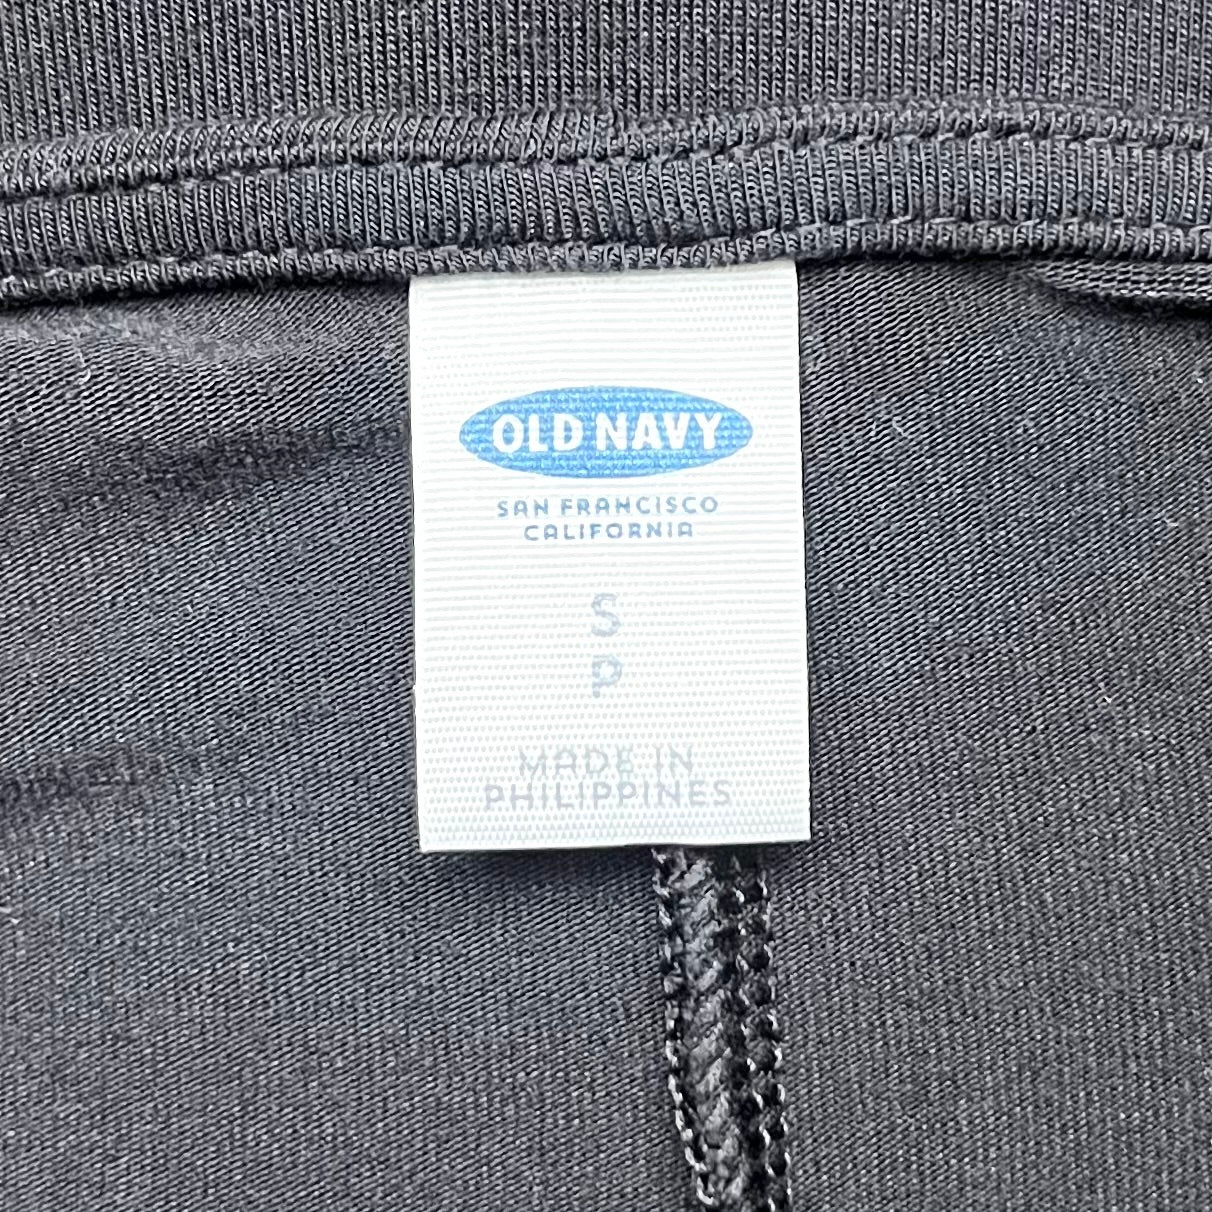 OLD NAVY
SAN FRANCISCO
CALIFORNIA
S
P
MADE IN
PHILIPPINES